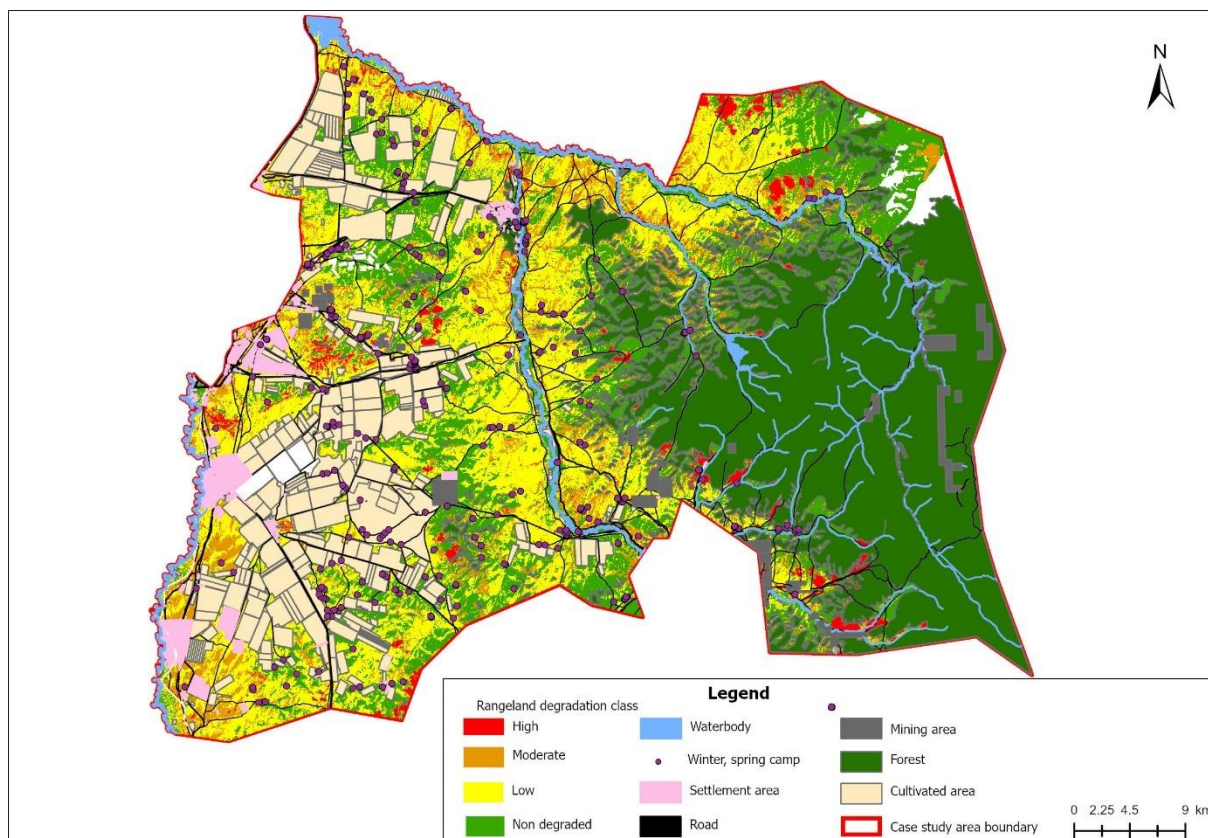 N
Legend
Rangeland degradation class
High
Waterbody
Mining area
Moderate
Winter, spring camp
Forest
Low
Settlement area
Cultivated area
Non degraded
Road
Case study area boundary
0 2.25 4.5 9 km